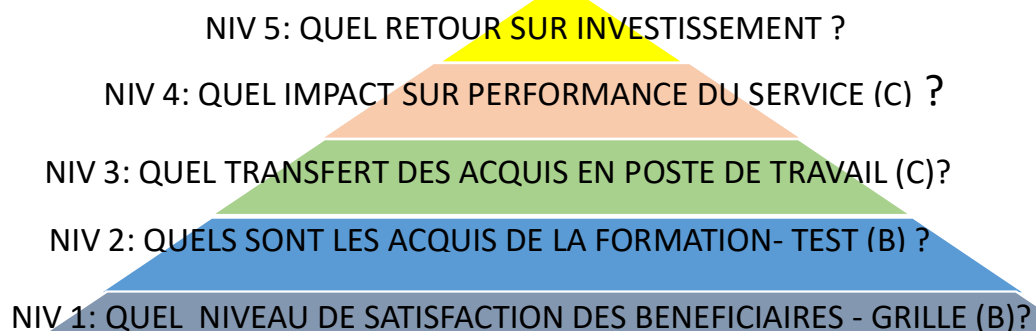 NIV 5: QUEL RETOUR SUR INVESTISSEMENT ?
NIV 4: QUEL IMPACT SUR PERFORMANCE DU SERVICE (C) ?
NIV 3: QUEL TRANSFERT DES ACQUIS EN POSTE DE TRAVAIL (C)?
NIV 2: QUELS SONT LES ACQUIS DE LA FORMATION- TEST (B) ?
NIV 1: QUEL  NIVEAU DE SATISFACTION DES BENEFICIAIRES - GRILLE (B)?